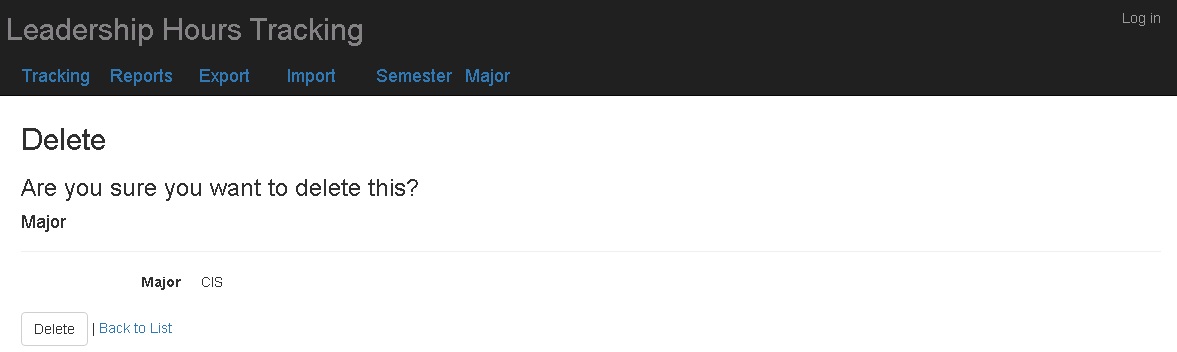 Log in
Leadership Hours Tracking
Tracking Reports Export Import Semester Major
Delete
Are you sure you want to delete this?
Major
Major CIS
Delete | Back to List